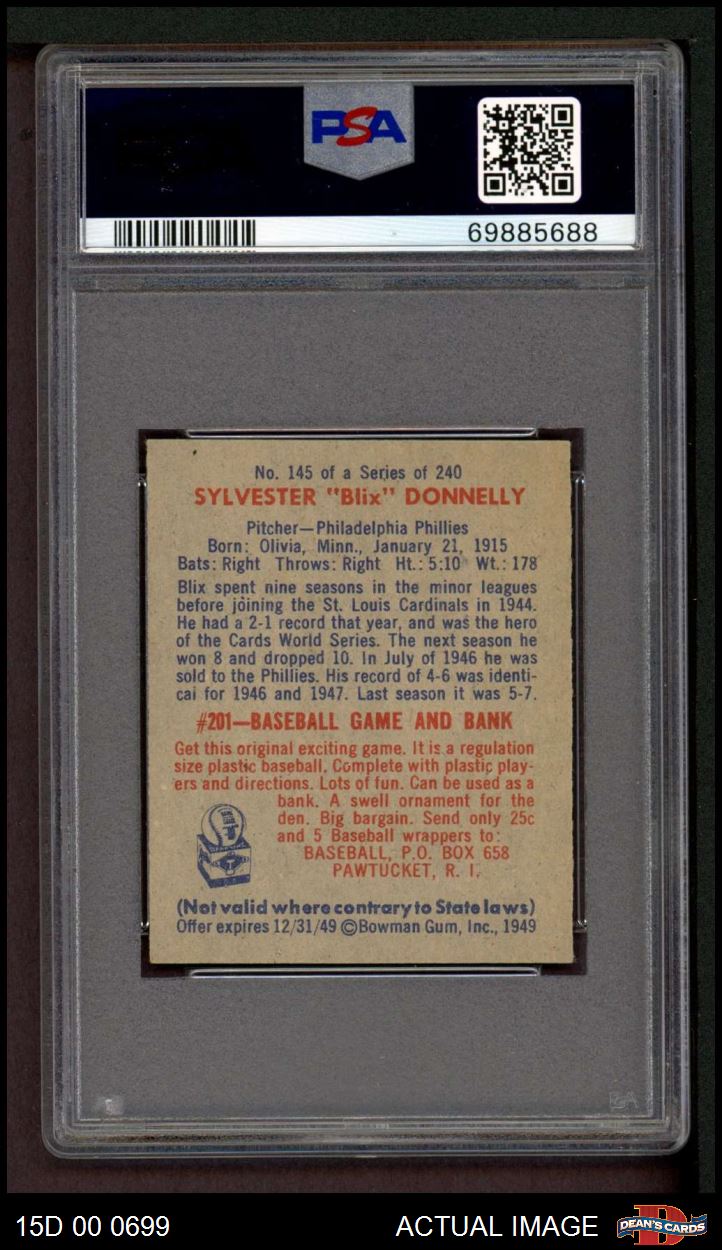 PSA
69885688
No. 145 of a Series of 240
SYLVESTER "Blix" DONNELLY
Pitcher—Philadelphia Phillies
Born: Olivia, Minn., January 21, 1915
Bats: Right Throws: Right Ht.: 5:10 Wt.: 178
Blix spent nine seasons in the minor leagues
before joining the St. Louis Cardinals in 1944.
He had a 2-1 record that year, and was the hero
of the Cards World Series. The next season he
won 8 and dropped 10. In July of 1946 he was
sold to the Phillies. His record of 4-6 was identi-
cal for 1946 and 1947. Last season it was 5-7.
#201—BASEBALL GAME AND BANK
Get this original exciting game. It is a regulation
size plastic baseball. Complete with plastic play-
ers and directions. Lots of fun. Can be used as a
bank. A swell ornament for the
den. Big bargain. Send only 25c
and 5 Baseball wrappers to:
BASEBALL, P.O. BOX 658
PAWTUCKET, R. I.
(Not valid where contrary to State laws)
Offer expires 12/31/49 ©Bowman Gum, Inc., 1949
PSA
15D 00 0699
ACTUAL IMAGE
DEAN'S CARDS